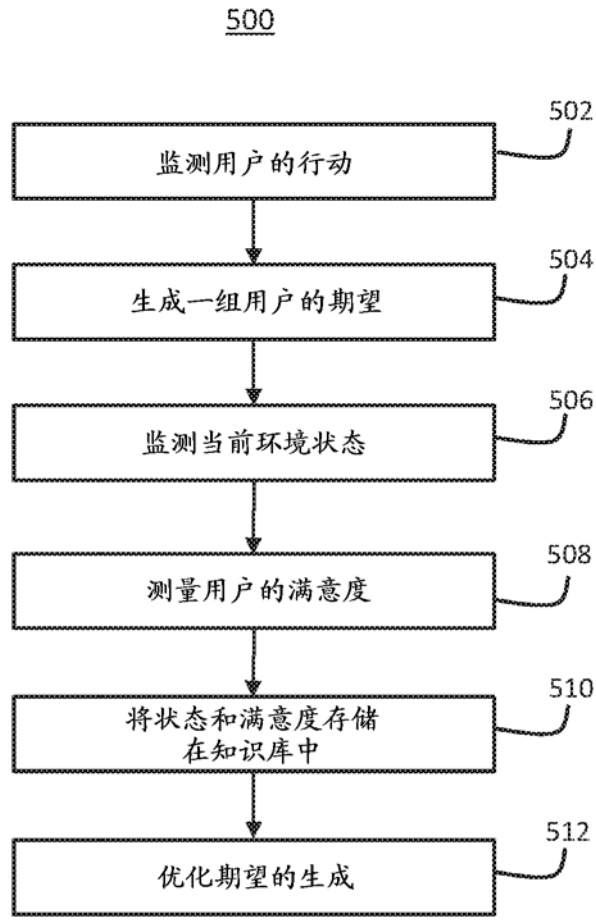 500
502
监测用户的行动
504
生成一组用户的期望
506
监测当前环境状态
508
测量用户的满意度
510
将状态和满意度存储
在知识库中
512
优化期望的生成